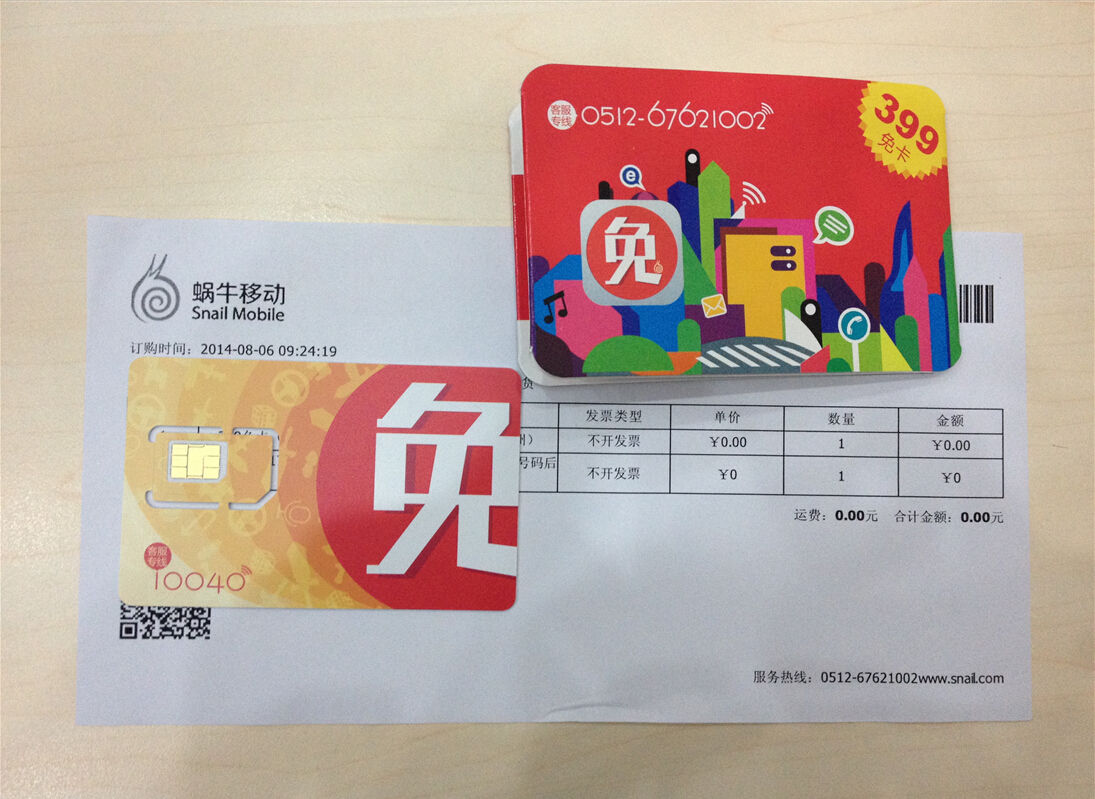 客服
专线
0512-67621002
399
免卡
e
免
蜗牛移动
Snail Mobile
订购时间：2014-08-06 09:24:19
发票类型 单价 数量 金额
不开发票 ￥0.00 1 ￥0.00
号码后
不开发票 ￥0 1 ￥0
运费：0.00元 合计金额：0.00元
免
客服
专线
10040
服务热线：0512-67621002www.snail.com